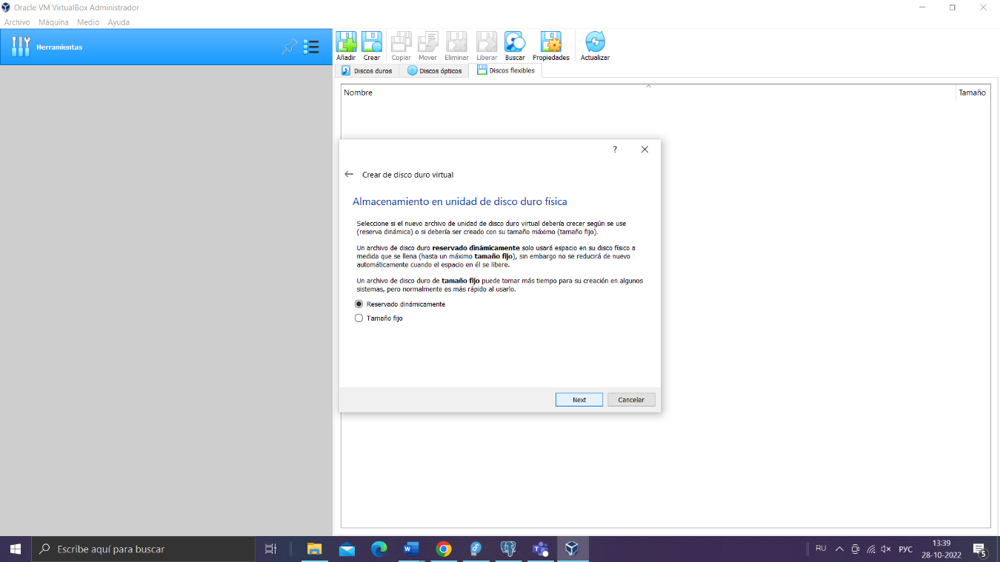 Oracle VM VirtualBox Administrador
Archivo Máquina Medio Ayuda
Herramientas
Añadir Crear Copiar Mover Eliminar Liberar Buscar Propiedades Actualizar
Discos duros Discos ópticos Discos flexibles
Nombre Tamaño
?
Crear de disco duro virtual
Almacenamiento en unidad de disco duro física
Seleccione si el nuevo archivo de unidad de disco duro virtual debería crecer según se use
(reserva dinámica) o si debería ser creado con su tamaño máximo (tamaño fijo).
Un archivo de disco duro reservado dinámicamente solo usará espacio en su disco físico a
medida que se llena (hasta un máximo tamaño fijo), sin embargo no se reducirá de nuevo
automáticamente cuando el espacio en él se libere.
Un archivo de disco duro de tamaño fijo puede tomar más tiempo para su creación en algunos
sistemas, pero normalmente es más rápido al usarlo.
Reservado dinámicamente
Tamaño fijo
Next Cancelar
Escribe aquí para buscar
RU РУС
13:39
28-10-2022
5